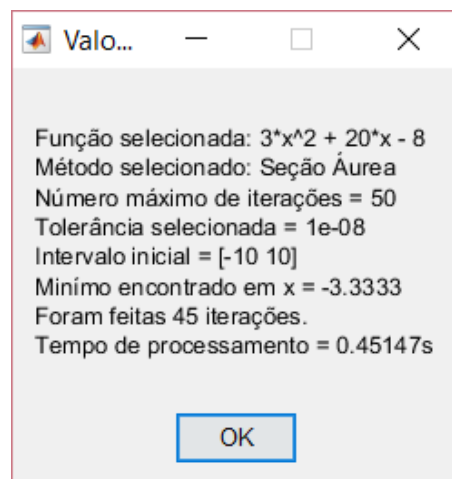 Valo...
Função selecionada: 3*x^2 + 20*x - 8
Método selecionado: Seção Áurea
Número máximo de iterações = 50
Tolerância selecionada = 1e-08
Intervalo inicial = [-10 10]
Minímo encontrado em x = -3.3333
Foram feitas 45 iterações.
Tempo de processamento = 0.45147s
OK